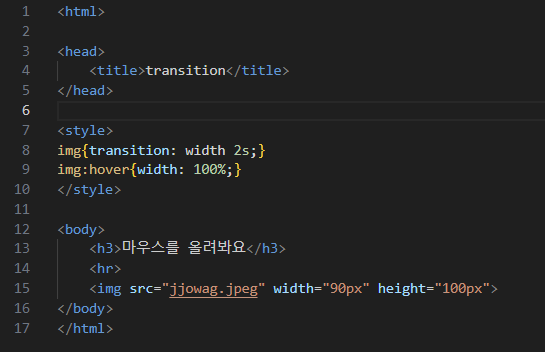 1 <html>
2
3 <head>
4     <title>transition</title>
5 </head>
6
7 <style>
8 img{transition: width 2s;}
9 img:hover{width: 100%;}
10 </style>
11
12 <body>
13     <h3>마우스를 올려봐요</h3>
14     <hr>
15     <img src="jjowag.jpeg" width="90px" height="100px">
16 </body>
17 </html>